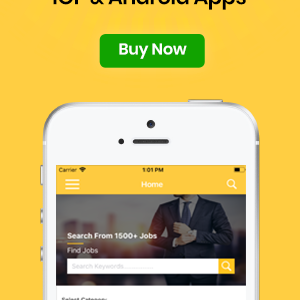 IOP & Android Apps
Buy Now
Carrier 1:01 PM
Home
Search From 1500+ Jobs
Find Jobs
Search Keywords...
Select Category